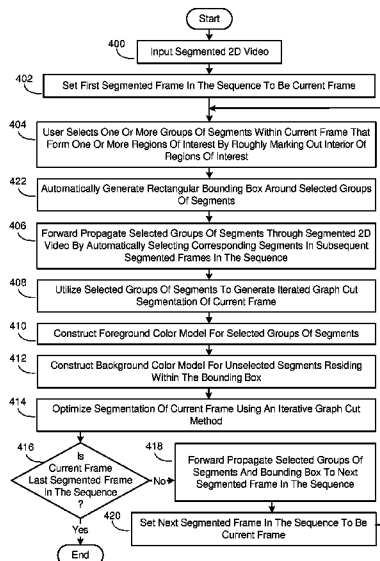 Start
400
Input Segmented 2D Video
402
Set First Segmented Frame In The Sequence To Be Current Frame
404
User Selects One Or More Groups Of Segments Within Current Frame That
Form One Or More Regions Of Interest By Roughly Marking Out Interior Of
Regions Of Interest
422
Automatically Generate Rectangular Bounding Box Around Selected Groups
Of Segments
406
Forward Propagate Selected Groups Of Segments Through Segmented 2D
Video By Automatically Selecting Corresponding Segments In Subsequent
Segmented Frames In The Sequence
408
Utilize Selected Groups Of Segments To Generate Iterated Graph Cut
Segmentation Of Current Frame
410
Construct Foreground Color Model For Selected Groups Of Segments
412
Construct Background Color Model For Unselected Segments Residing
Within The Bounding Box
414
Optimize Segmentation Of Current Frame Using An Iterative Graph Cut
Method
416
Is
Current Frame
Last Segmented Frame
In The Sequence
?
No
418
Forward Propagate Selected Groups Of
Segments And Bounding Box To Next
Segmented Frame In The Sequence
420
Set Next Segmented Frame In The Sequence To Be
Current Frame
Yes
End